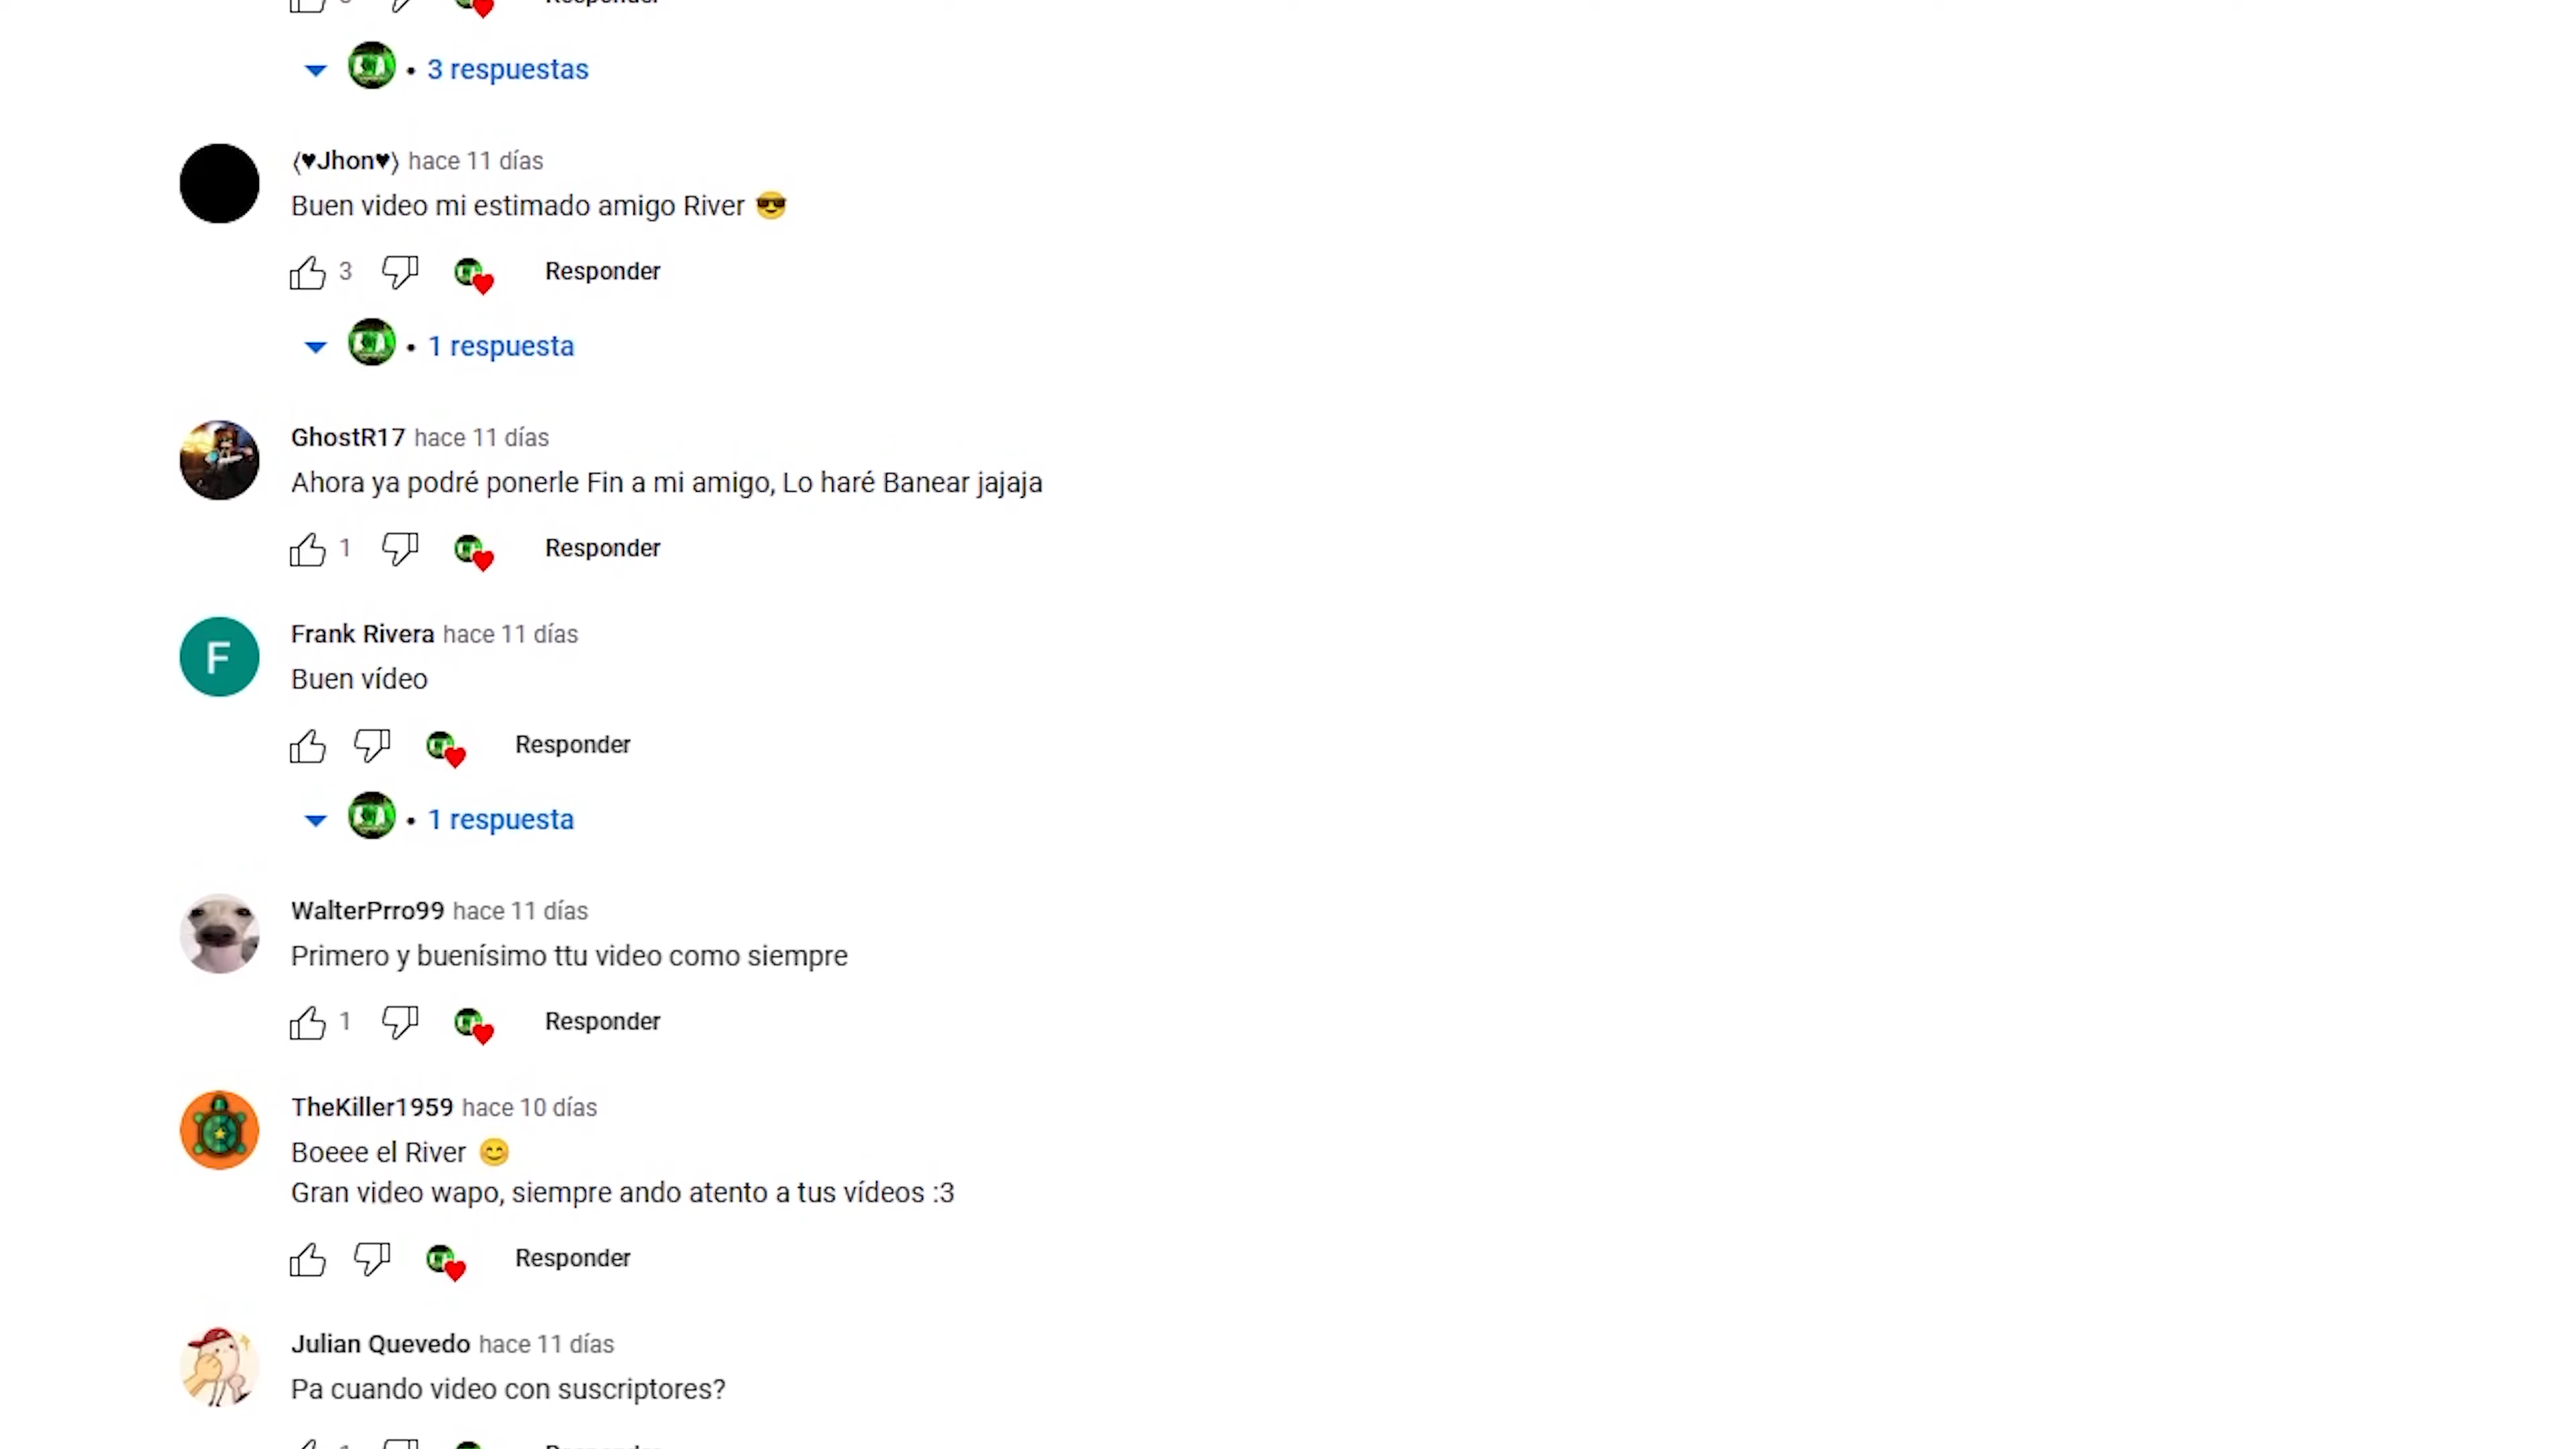 3 respuestas
⟨♥Jhon♥⟩ hace 11 días
Buen video mi estimado amigo River 😎
3 Responder
1 respuesta
GhostR17 hace 11 días
Ahora ya podré ponerle Fin a mi amigo, Lo haré Banear jajaja
1 Responder
F
Frank Rivera hace 11 días
Buen vídeo
Responder
1 respuesta
WalterPrro99 hace 11 días
Primero y buenísimo ttu video como siempre
1 Responder
TheKiller1959 hace 10 días
Boeee el River 😊
Gran video wapo, siempre ando atento a tus vídeos :3
Responder
Julian Quevedo hace 11 días
Pa cuando video con suscriptores?